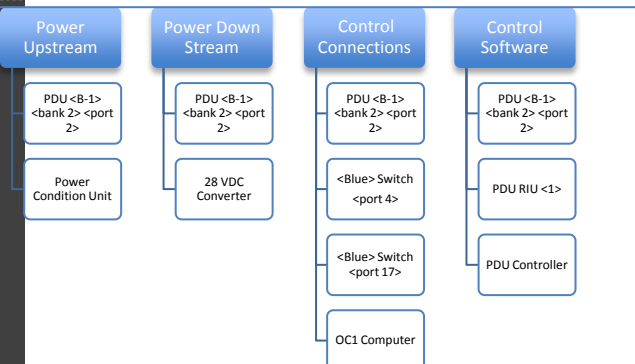 Power
Upstream
PDU <B-1>
<bank 2> <port
2>
Power
Condition Unit
Power Down
Stream
PDU <B-1>
<bank 2> <port
2>
28 VDC
Converter
Control
Connections
PDU <B-1>
<bank 2> <port
2>
<Blue> Switch
<port 4>
<Blue> Switch
<port 17>
OC1 Computer
Control
Software
PDU <B-1>
<bank 2> <port
2>
PDU RIU <1>
PDU Controller